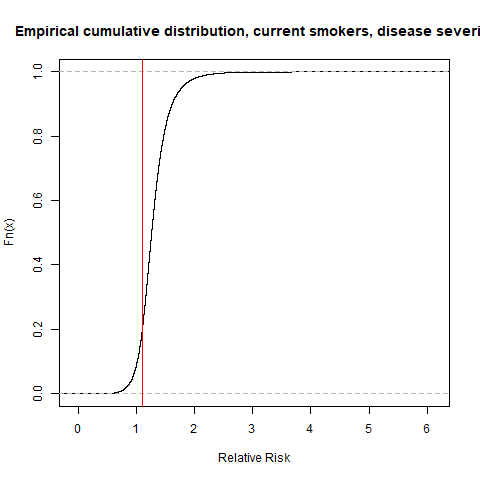 Empirical cumulative distribution, current smokers, disease severi
1.0
0.8
0.6
0.4
0.2
0.0
Fn(x)
0 1 2 3 4 5 6
Relative Risk